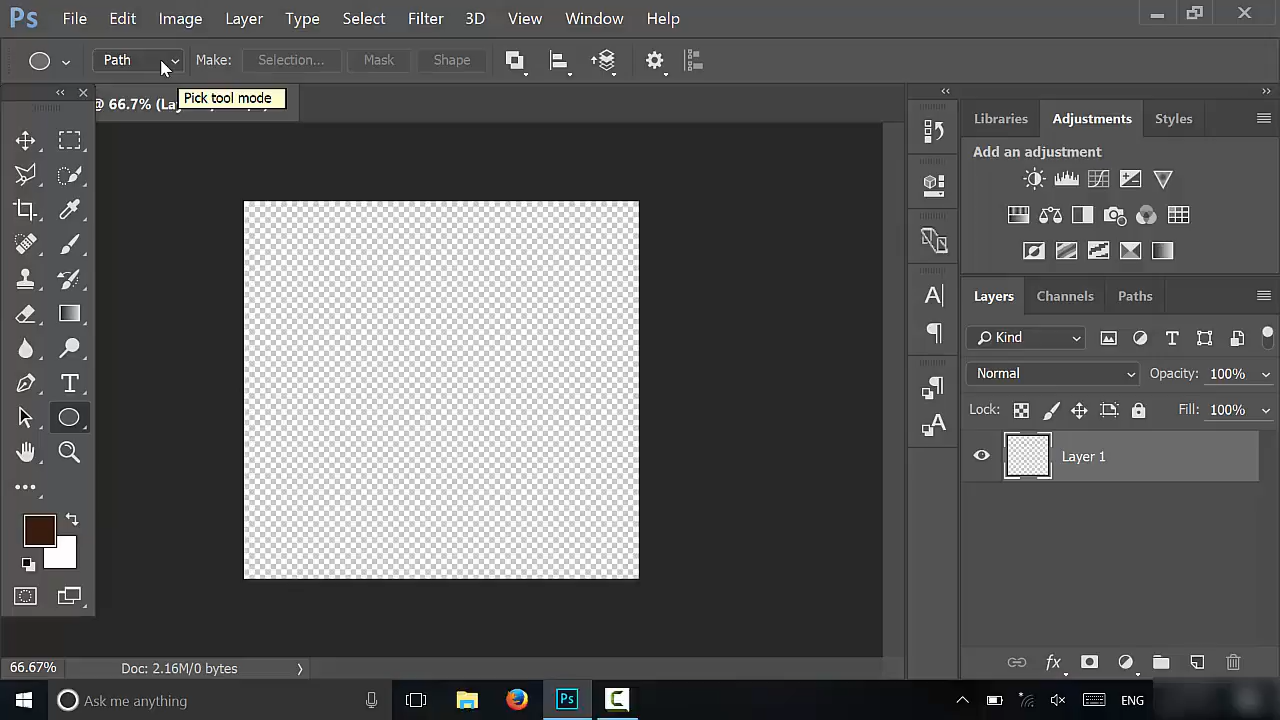 Ps File Edit Image Layer Type Select Filter 3D View Window Help
Path Make: Selection... Mask Shape
Pick tool mode
@ 66.7% (La
Libraries Adjustments Styles
Add an adjustment
Layers Channels Paths
Kind
Normal Opacity: 100%
Lock: Fill: 100%
Layer 1
66.67% Doc: 2.16M/0 bytes
Ask me anything Ps ENG